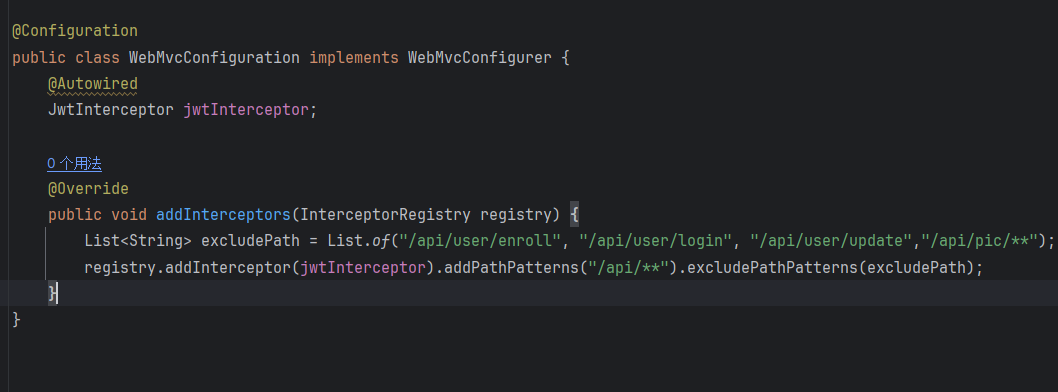 @Configuration
public class WebMvcConfiguration implements WebMvcConfigurer {
@Autowired
JwtInterceptor jwtInterceptor;
0 个用法
@Override
public void addInterceptors(InterceptorRegistry registry) {
List<String> excludePath = List.of("/api/user/enroll", "/api/user/login", "/api/user/update","/api/pic/**");
registry.addInterceptor(jwtInterceptor).addPathPatterns("/api/**").excludePathPatterns(excludePath);
}
}